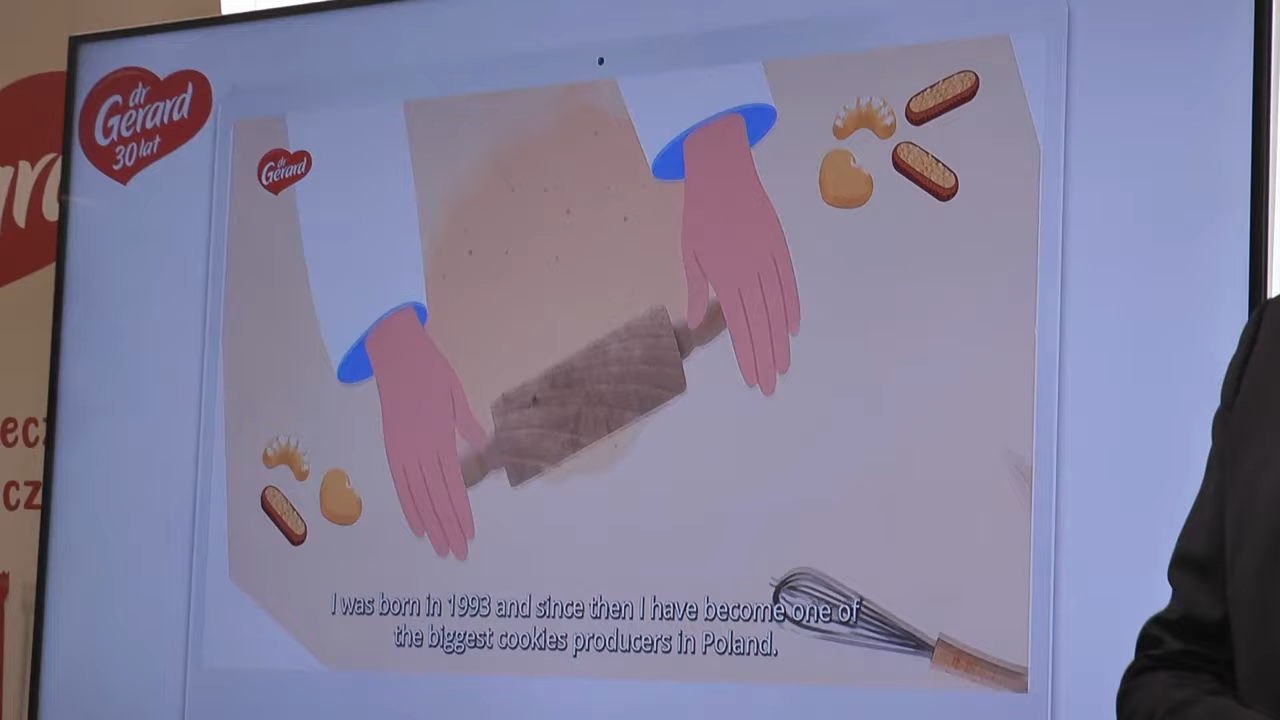 dr
Gerard
30 lat
dr
Gerard
I was born in 1993 and since then I have become one of
the biggest cookies producers in Poland.